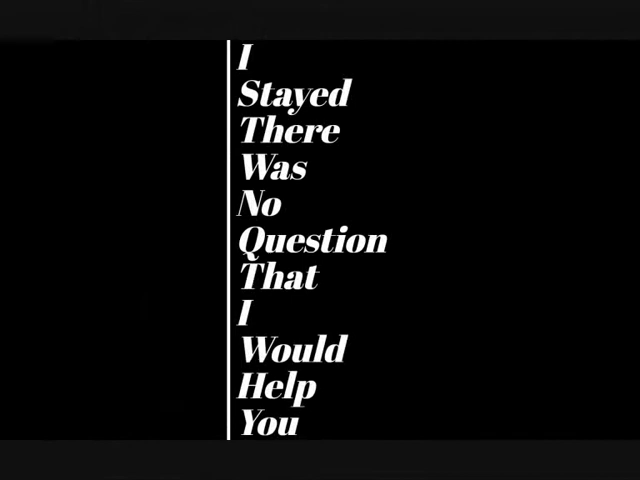 I
Stayed
There
Was
No
Question
That
I
Would
Help
You